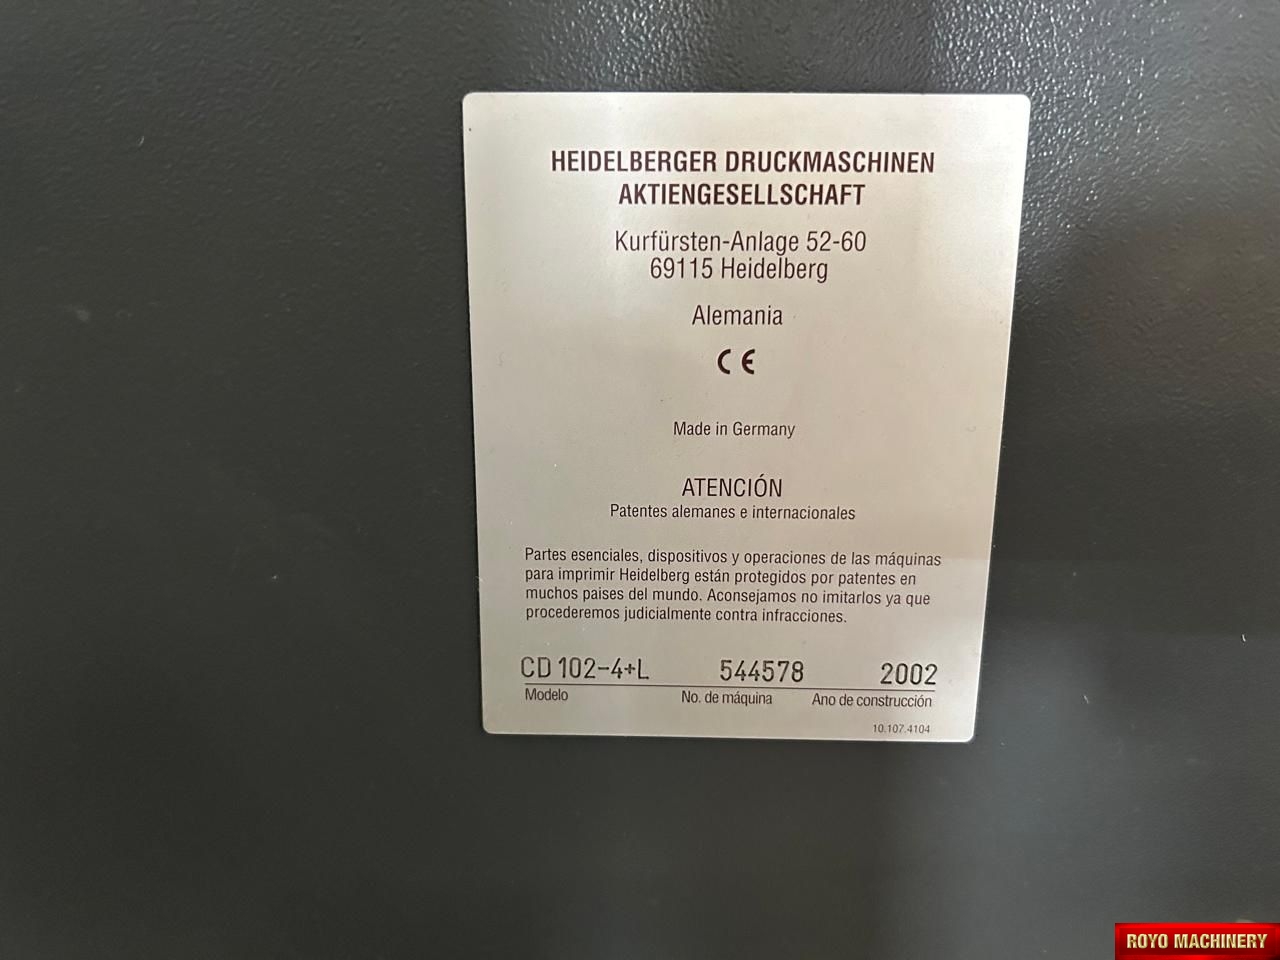 HEIDELBERGER DRUCKMASCHINEN
AKTIENGESELLSCHAFT
Kurfürsten-Anlage 52-60
69115 Heidelberg
Alemania
CE
Made in Germany
ATENCIÓN
Patentes alemanes e internacionales
Partes esenciales, dispositivos y operaciones de las máquinas
para imprimir Heidelberg están protegidos por patentes en
muchos paises del mundo. Aconsejamos no imitarlos ya que
procederemos judicialmente contra infracciones.
CD 102-4+L 544578 2002
Modelo No. de máquina Ano de construcción
10.107.4104
ROYO MACHINERY